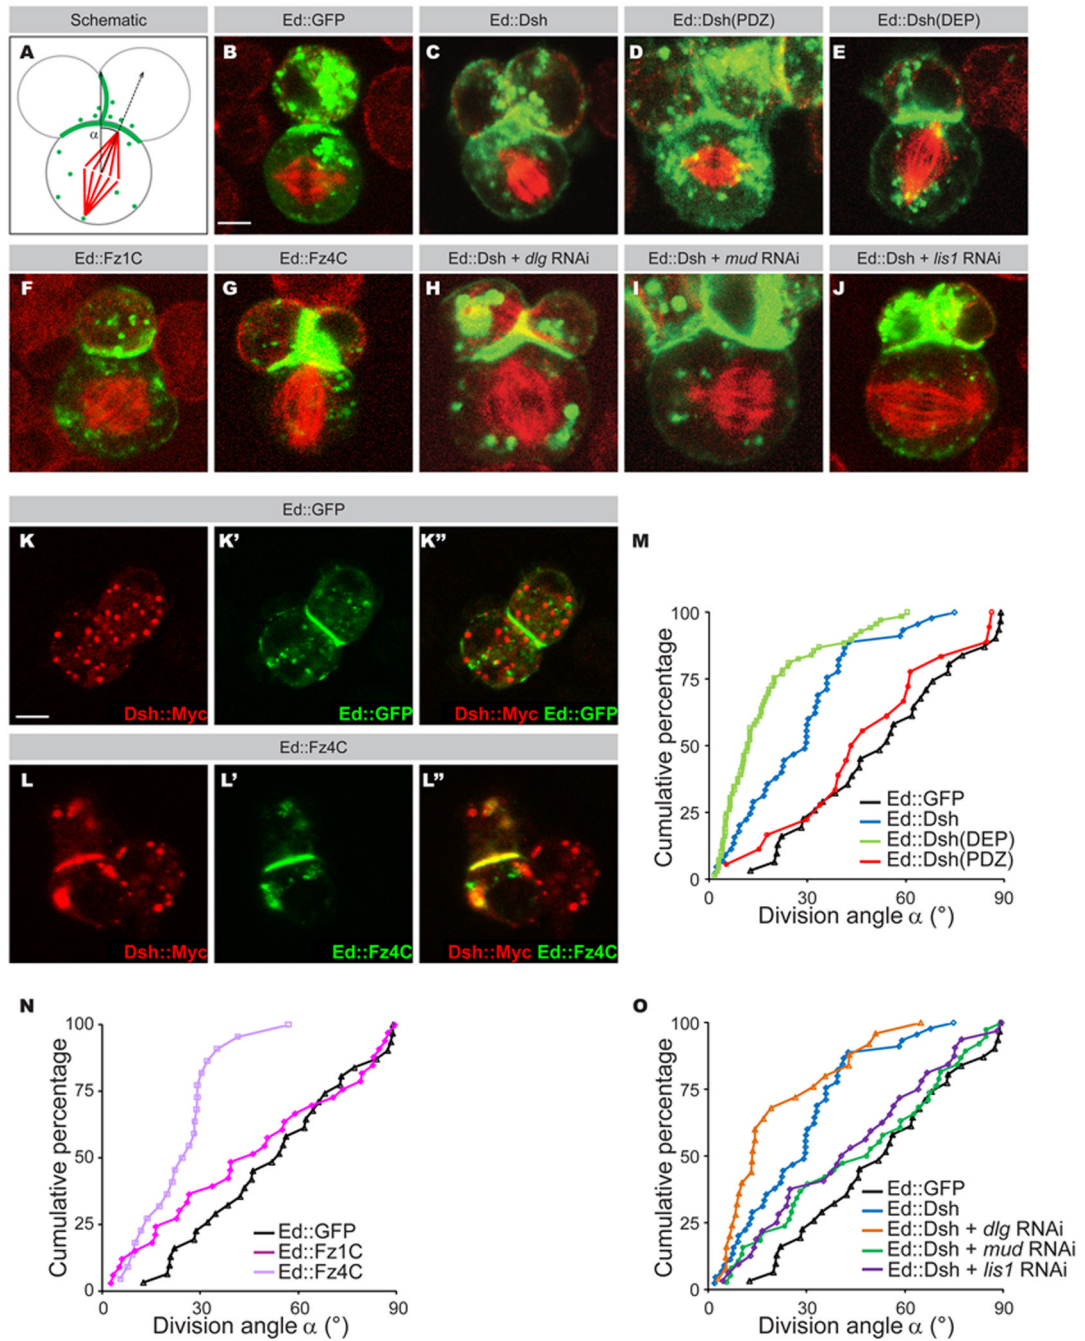 Schematic
Ed::GFP
Ed::Dsh
Ed::Dsh(PDZ)
Ed::Dsh(DEP)
A
α
B
C
D
E
Ed::Fz1C
Ed::Fz4C
Ed::Dsh + dlg RNAi
Ed::Dsh + mud RNAi
Ed::Dsh + lis1 RNAi
F
G
H
I
J
Ed::GFP
K
Dsh::Myc
K'
Ed::GFP
K''
Dsh::Myc Ed::GFP
Ed::Fz4C
L
Dsh::Myc
L'
Ed::Fz4C
L''
Dsh::Myc Ed::Fz4C
M
Cumulative percentage
100
75
50
25
0
0 30 60 90
Division angle α (°)
Ed::GFP
Ed::Dsh
Ed::Dsh(DEP)
Ed::Dsh(PDZ)
N
Cumulative percentage
100
75
50
25
0
0 30 60 90
Division angle α (°)
Ed::GFP
Ed::Fz1C
Ed::Fz4C
O
Cumulative percentage
100
75
50
25
0
0 30 60 90
Division angle α (°)
Ed::GFP
Ed::Dsh
Ed::Dsh + dlg RNAi
Ed::Dsh + mud RNAi
Ed::Dsh + lis1 RNAi